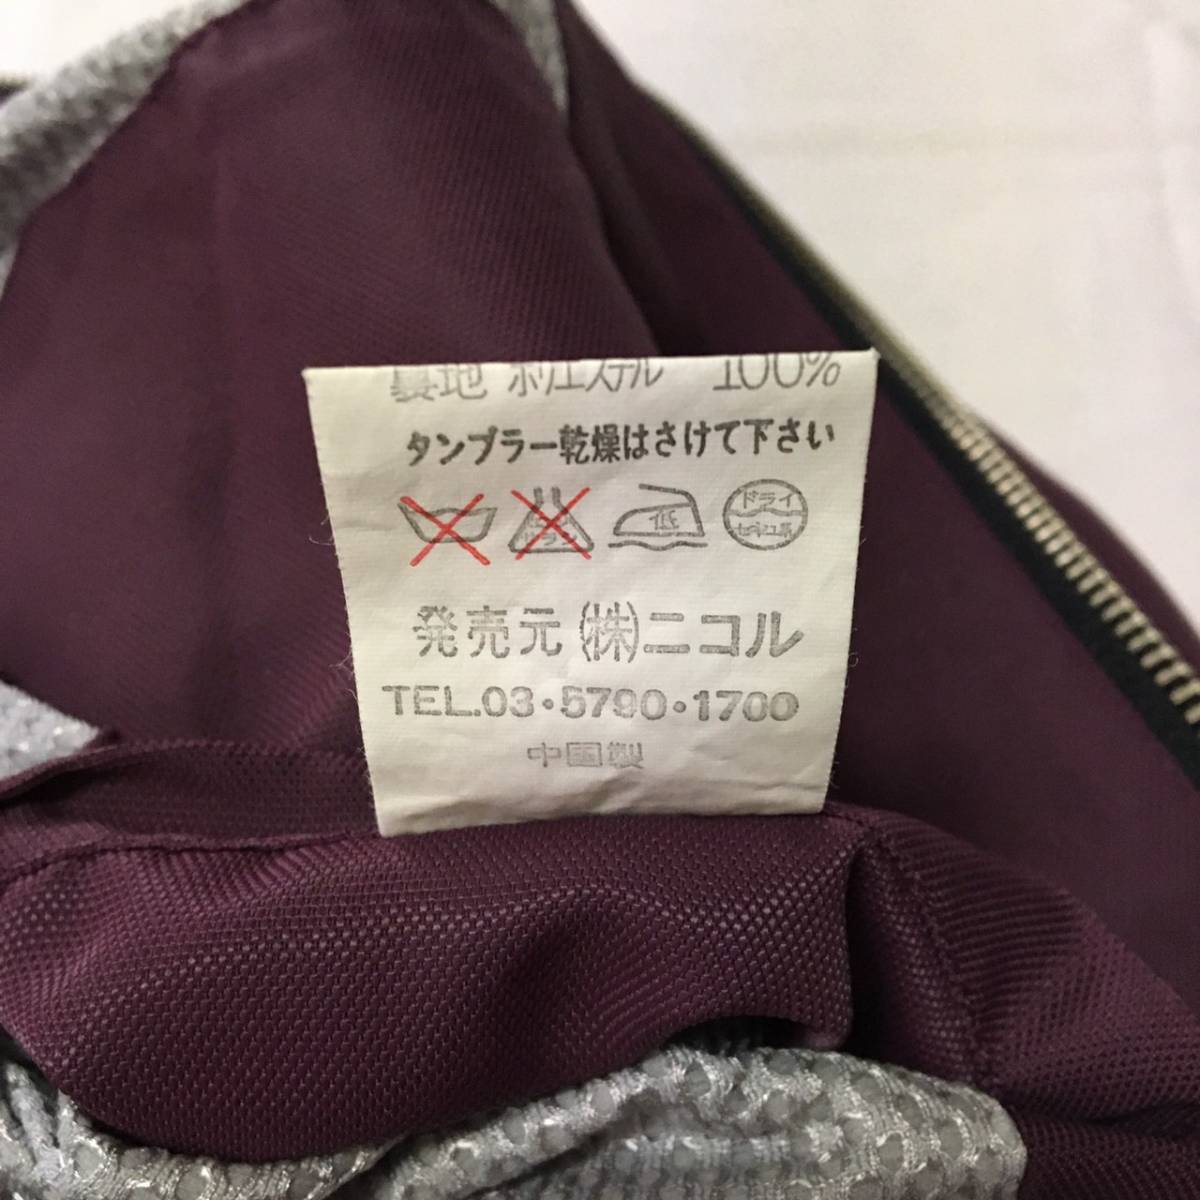 裏地 ポリエステル 100%
タンブラー乾燥はさけて下さい
低 ドライ
発売元 (株)ニコル
TEL.03・5790・1700
中国製